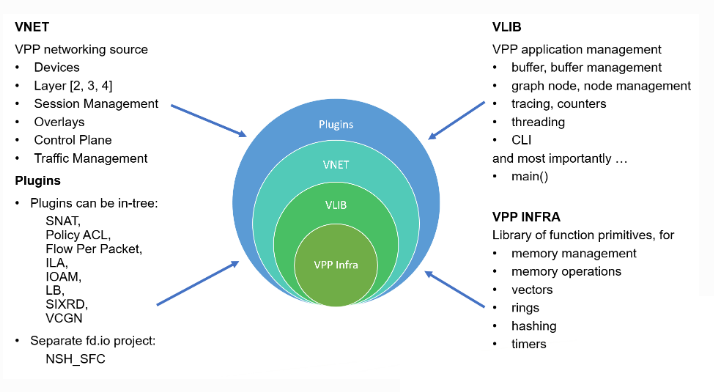 VNET
VPP networking source
• Devices
• Layer [2, 3, 4]
• Session Management
• Overlays
• Control Plane
• Traffic Management
Plugins
• Plugins can be in-tree:
SNAT,
Policy ACL,
Flow Per Packet,
ILA,
IOAM,
LB,
SIXRD,
VCGN
• Separate fd.io project:
NSH_SFC
Plugins
VNET
VLIB
VPP Infra
VLIB
VPP application management
• buffer, buffer management
• graph node, node management
• tracing, counters
• threading
• CLI
and most importantly …
• main()
VPP INFRA
Library of function primitives, for
• memory management
• memory operations
• vectors
• rings
• hashing
• timers